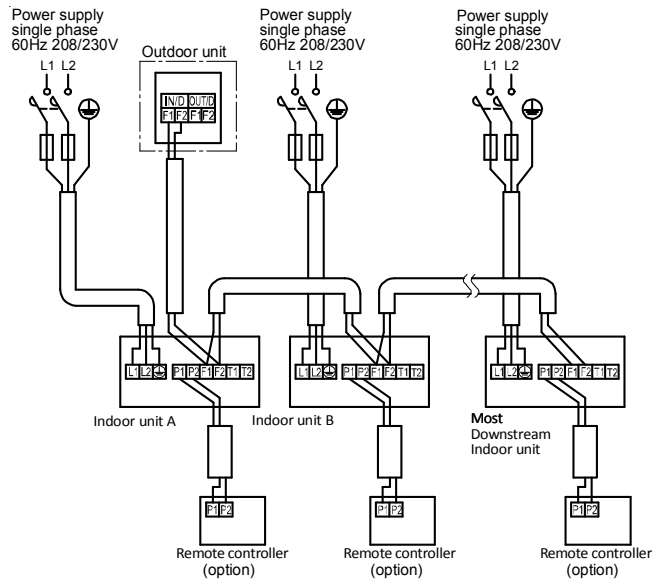 Power supply
single phase
60Hz 208/230V
L1 L2
Outdoor unit
IN/D OUT/D
F1 F2 F1 F2
Power supply
single phase
60Hz 208/230V
L1 L2
Power supply
single phase
60Hz 208/230V
L1 L2
L1 L2 P1 P2 F1 F2 T1 T2
Indoor unit A
L1 L2 P1 P2 F1 F2 T1 T2
Indoor unit B
L1 L2 P1 P2 F1 F2 T1 T2
Most
Downstream
Indoor unit
P1 P2
Remote controller
(option)
P1 P2
Remote controller
(option)
P1 P2
Remote controller
(option)